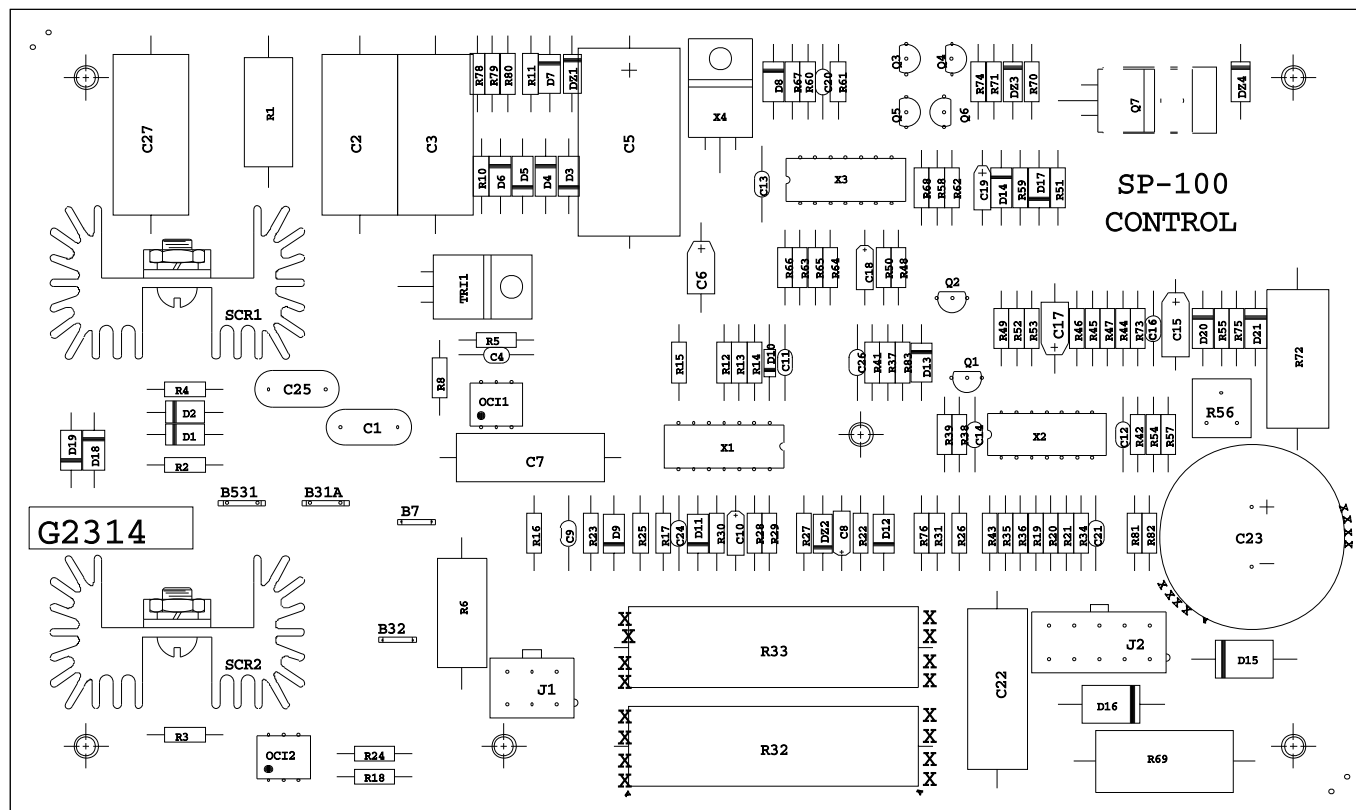 R78 R79 R80 R11 D7 DZ1
C27 R1 C2 C3 C5 X4
D8 R67 R60 C20 R61
Q3 Q4
Q5 Q6
R74 R71 DZ3 R70
Q7 DZ4
R10 D6 D5 D4 D3
C13 X3 R68 R58 R62 C19 D14 R59 D17 R51
SP-100
CONTROL
SCR1 TRI1 C6 R66 R63 R65 R64 C18 R50 R48
Q2
R49 R52 R53 C17 R46 R45 R47 R44 R73 C16 C15 D20 R55 R75 D21 R72
R5
C4
R8 OCI1
R15 R12 R13 R14 D10 C11 C26 R41 R37 R83 D13
Q1
R4 C25
D2
D1 C1
R2
D19 D18
C7 X1
R39 R38 C14 X2 C12 R42 R54 R57
R56
B531 B31A
B7
G2314
R16 C9 R23 D9 R25 R17 C24 D11 R30 C10 R28 R29 R27 DZ2 C8 R22 D12 R76 R31 R26 R43 R35 R36 R19 R20 R21 R34 C21 R81 R82
+
C23
−
X X X X
X X X X X
R6
B32
SCR2
J1
X X
X X
R33
X X
X X
C22
J2
D15
D16
X X
X X
R32
X X
X X
R3
OCI2
R24
R18
R69